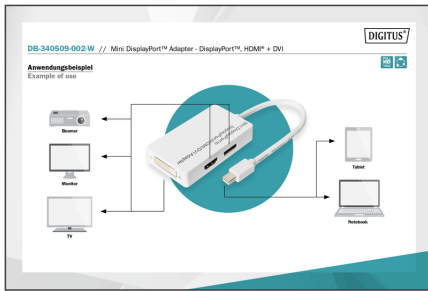 DIGITUS®
DB-340509-002-W // Mini DisplayPort™ Adapter - DisplayPort™, HDMI® + DVI
Anwendungsbeispiel
Example of use
Beamer
Monitor
TV
Tablet
Notebook